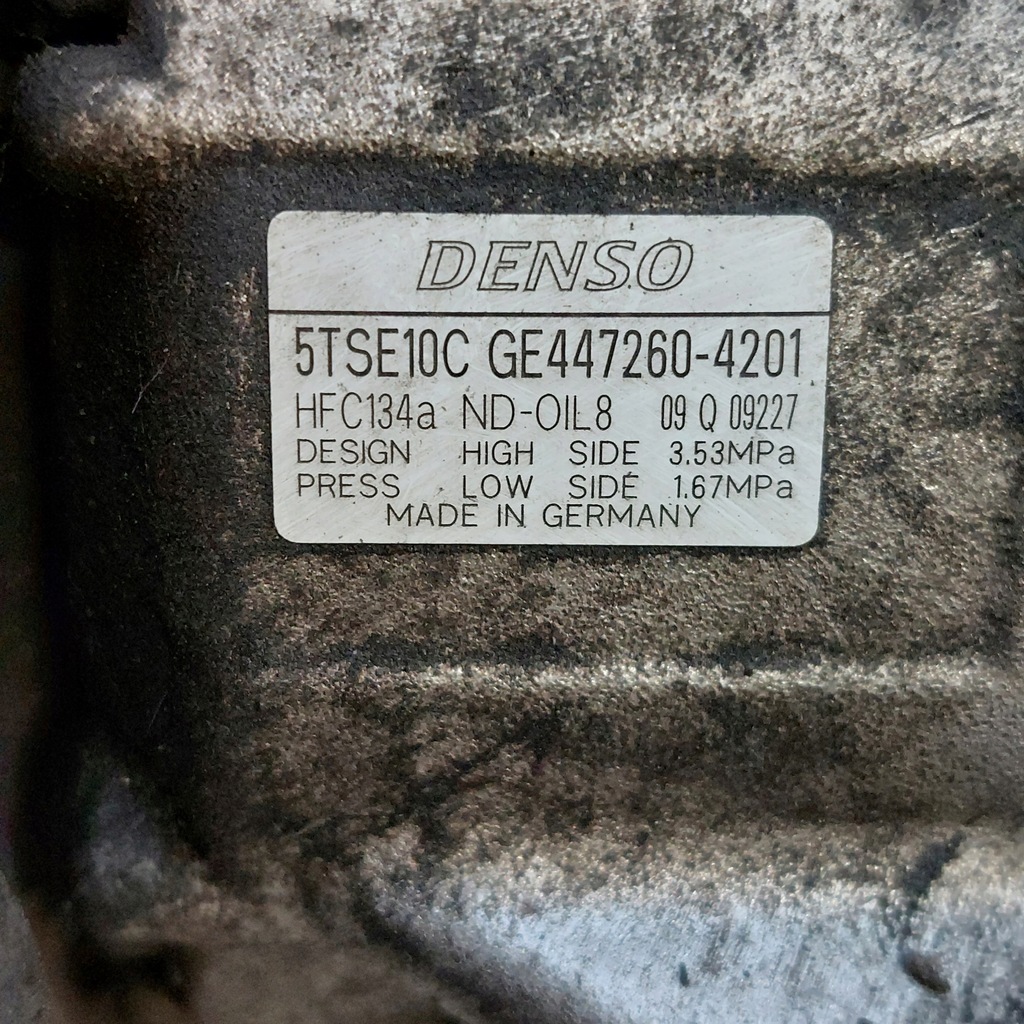 DENSO
5TSE10C GE447260-4201
HFC134a ND-OIL8 09 Q 09227
DESIGN HIGH SIDE 3.53MPa
PRESS LOW SIDE 1.67MPa
MADE IN GERMANY